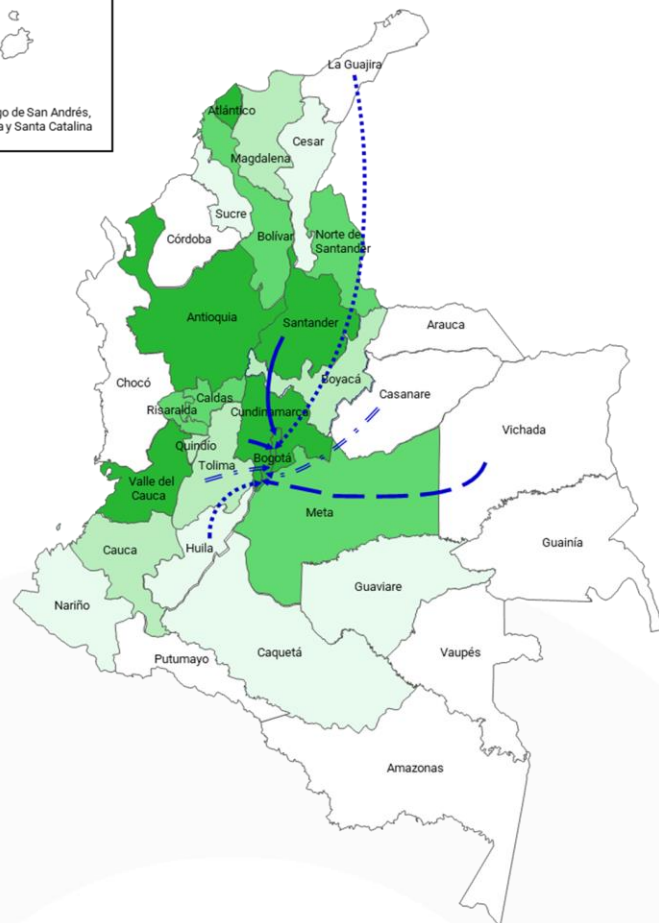 go de San Andrés,
a y Santa Catalina
La Guajira
Atlántico
Cesar
Magdalena
Sucre
Córdoba
Bolívar
Norte de
Santander
Antioquia
Santander
Arauca
Chocó
Boyacá
Caldas
Risaralda
Cundinamarca
Casanare
Vichada
Quindío
Bogotá
Tolima
Valle del
Cauca
Meta
Cauca
Huila
Guainía
Guaviare
Nariño
Putumayo
Caquetá
Vaupés
Amazonas